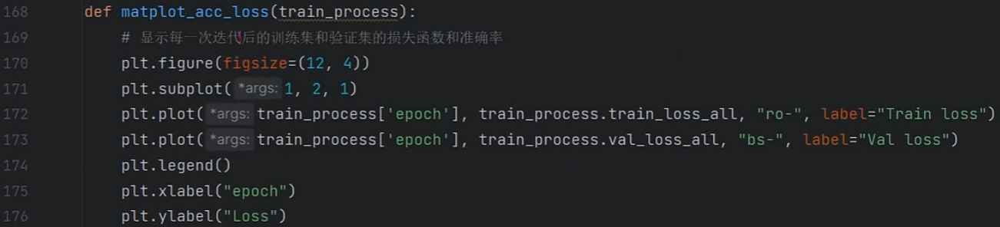 168 def matplot_acc_loss(train_process):
169 # 显示每一次迭代后的训练集和验证集的损失函数和准确率
170 plt.figure(figsize=(12, 4))
171 plt.subplot( *args: 1, 2, 1)
172 plt.plot( *args: train_process['epoch'], train_process.train_loss_all, "ro-", label="Train loss")
173 plt.plot( *args: train_process['epoch'], train_process.val_loss_all, "bs-", label="Val loss")
174 plt.legend()
175 plt.xlabel("epoch")
176 plt.ylabel("Loss")